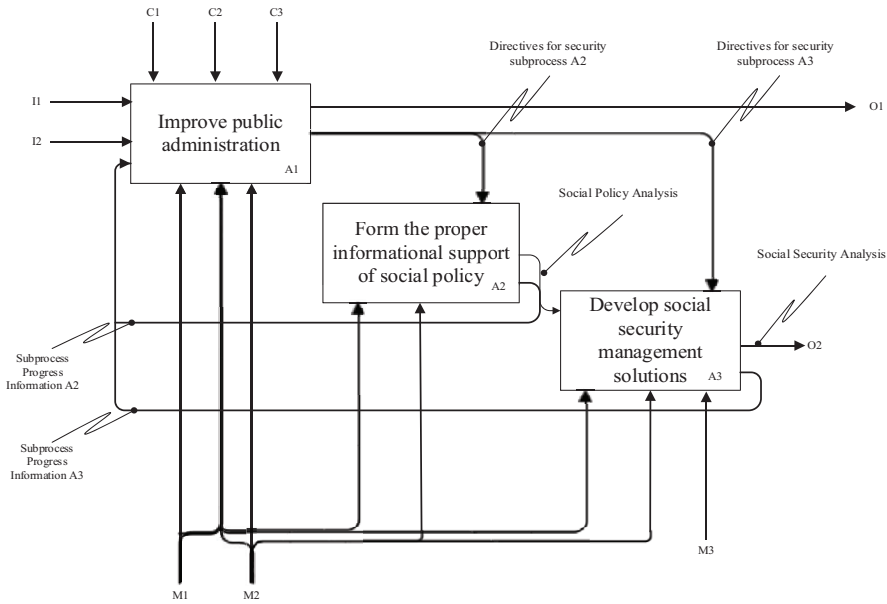 C1
C2
C3
Directives for security
subprocess A2
Directives for security
subprocess A3
I1
O1
Improve public
administration
I2
A1
Social Policy Analysis
Form the proper
informational support
of social policy
A2
Social Security Analysis
Develop social
security
management
solutions
A3
O2
Subprocess
Progress
Information A2
Subprocess
Progress
Information A3
M3
M1
M2